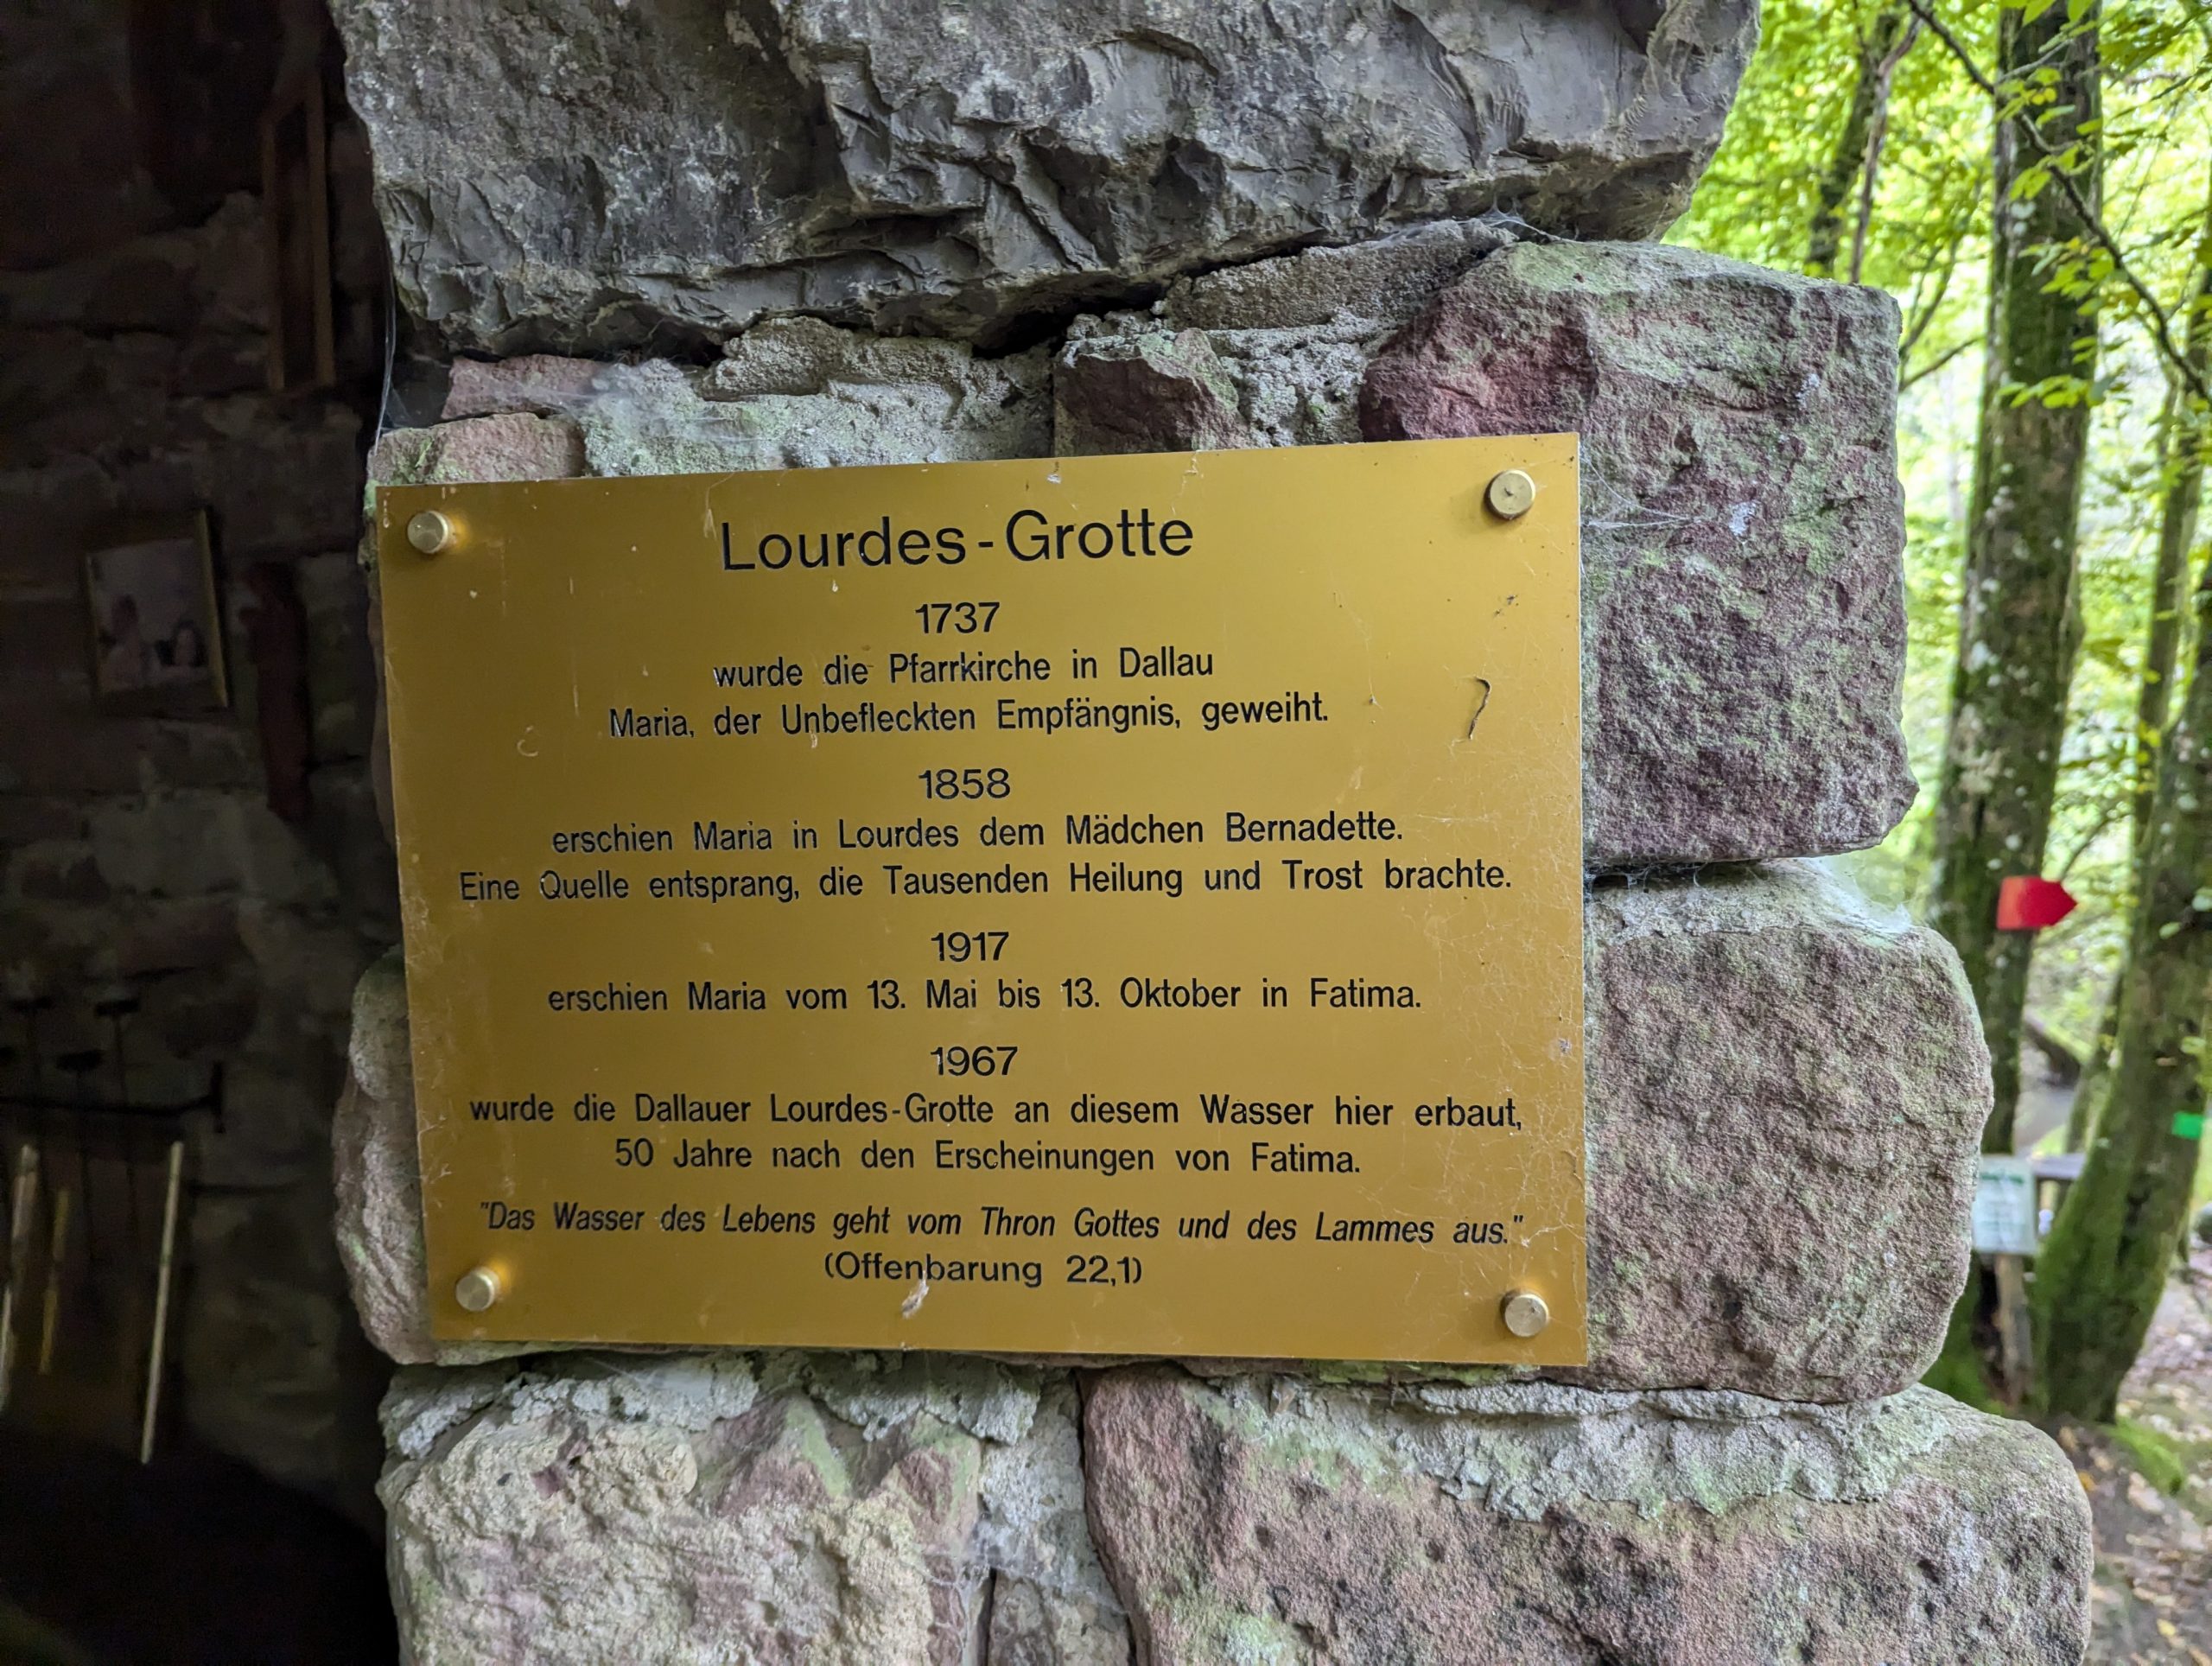 Lourdes-Grotte
1737
wurde die Pfarrkirche in Dallau
Maria, der Unbefleckten Empfängnis, geweiht.
1858
erschien Maria in Lourdes dem Mädchen Bernadette.
Eine Quelle entsprang, die Tausenden Heilung und Trost brachte.
1917
erschien Maria vom 13. Mai bis 13. Oktober in Fatima.
1967
wurde die Dallauer Lourdes-Grotte an diesem Wasser hier erbaut,
50 Jahre nach den Erscheinungen von Fatima.
"Das Wasser des Lebens geht vom Thron Gottes und des Lammes aus."
(Offenbarung 22,1)